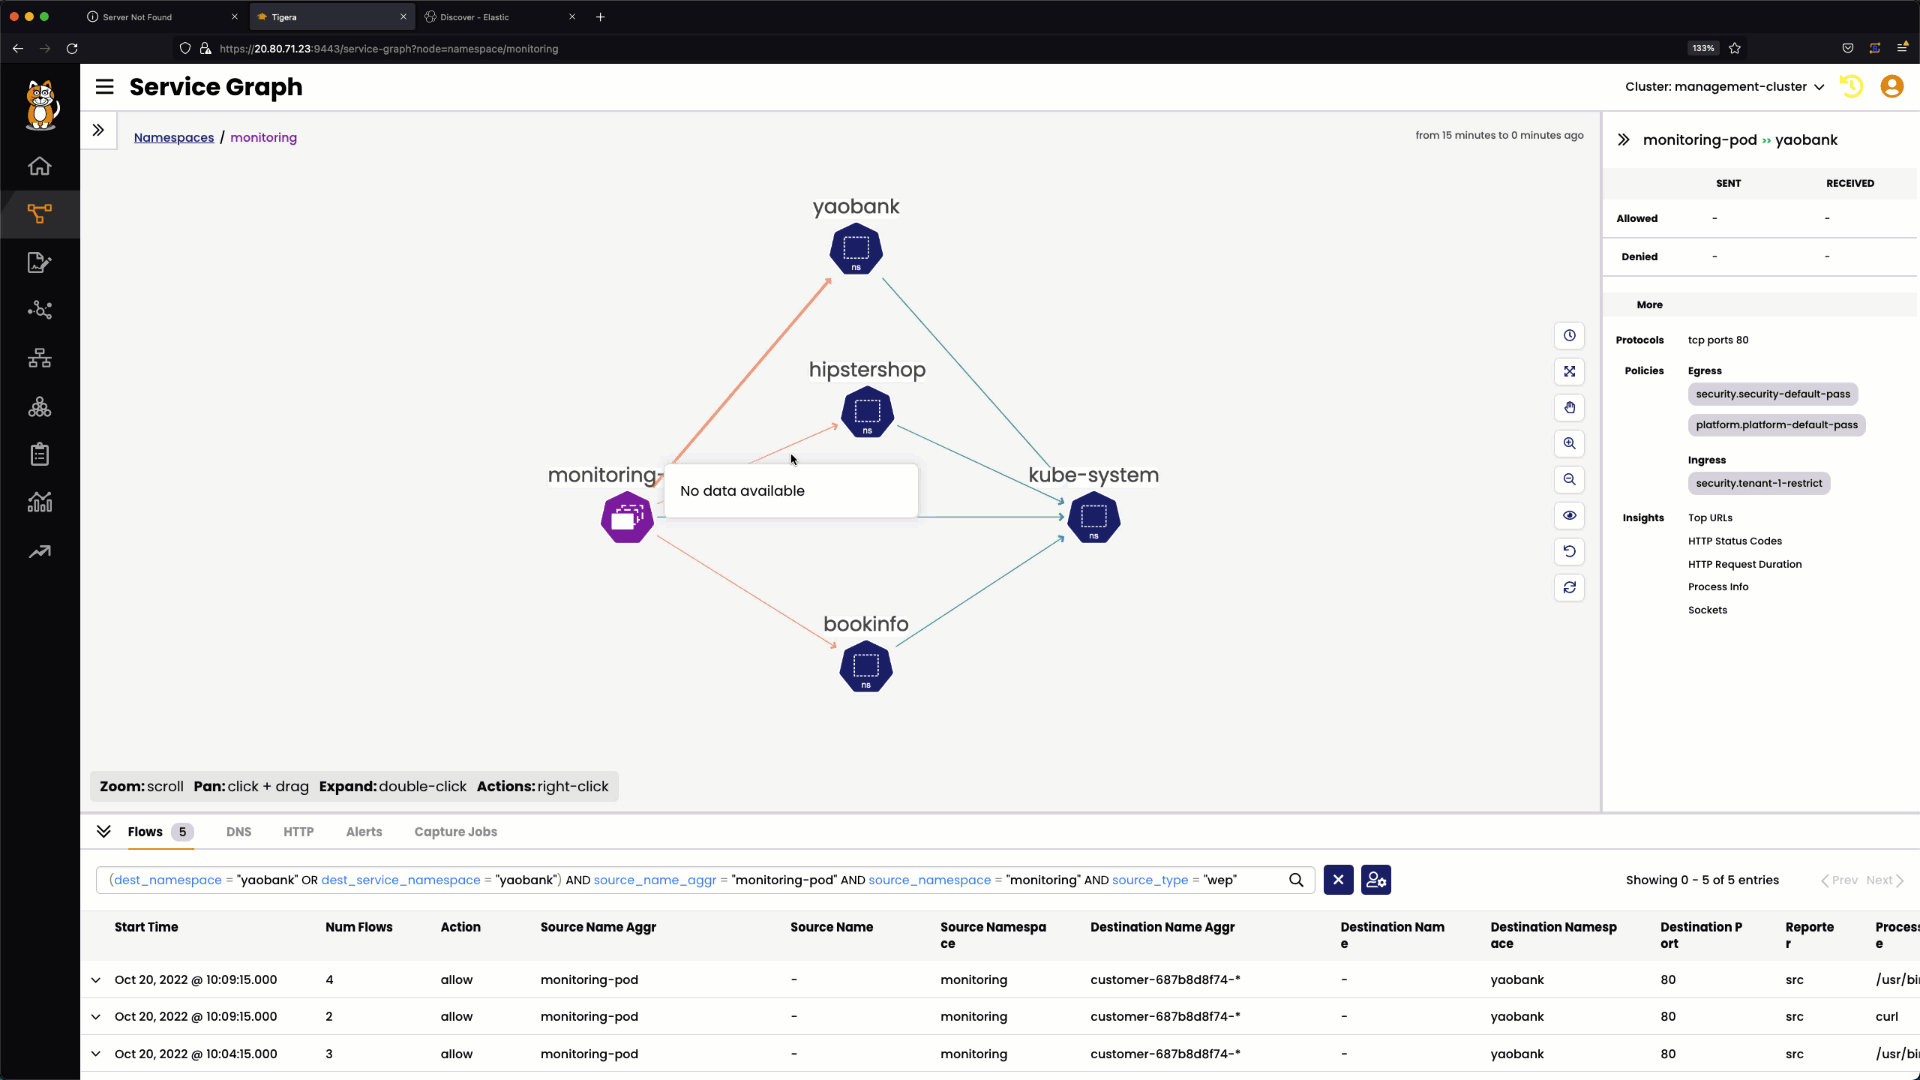 Server Not Found
Tigera
Discover - Elastic
https://20.80.71.23:9443/service-graph?node=namespace/monitoring
133%
Service Graph
Cluster: management-cluster
Namespaces / monitoring
from 15 minutes to 0 minutes ago
yaobank
ns
hipstershop
ns
monitoring-
No data available
kube-system
ns
bookinfo
ns
Zoom: scroll Pan: click + drag Expand: double-click Actions: right-click
monitoring-pod >> yaobank
SENT RECEIVED
Allowed - -
Denied - -
More
Protocols tcp ports 80
Policies Egress
security.security-default-pass
platform.platform-default-pass
Ingress
security.tenant-1-restrict
Insights Top URLs
HTTP Status Codes
HTTP Request Duration
Process Info
Sockets
Flows 5 DNS HTTP Alerts Capture Jobs
(dest_namespace = "yaobank" OR dest_service_namespace = "yaobank") AND source_name_aggr = "monitoring-pod" AND source_namespace = "monitoring" AND source_type = "wep"
Showing 0 - 5 of 5 entries Prev Next
Start Time Num Flows Action Source Name Aggr Source Name Source Namespa
ce Destination Name Aggr Destination Nam
e Destination Namesp
ace Destination P
ort Reporte
r Process
e
Oct 20, 2022 @ 10:09:15.000 4 allow monitoring-pod - monitoring customer-687b8d8f74-* - yaobank 80 src /usr/bi
Oct 20, 2022 @ 10:09:15.000 2 allow monitoring-pod - monitoring customer-687b8d8f74-* - yaobank 80 src curl
Oct 20, 2022 @ 10:04:15.000 3 allow monitoring-pod - monitoring customer-687b8d8f74-* - yaobank 80 src /usr/bi